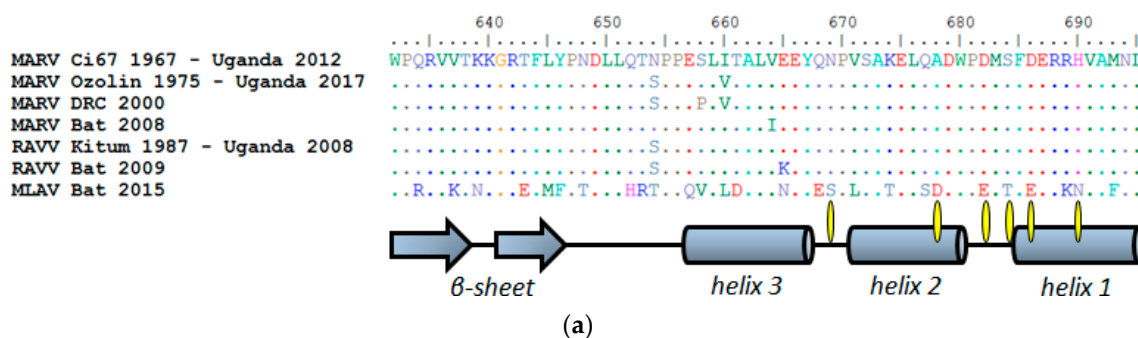 640 650 660 670 680 690
MARV Ci67 1967 - Uganda 2012 WPQRVVTKKGRTFLYPNDLLQTNPPESLITALVEEYQNPVSAKELQADWPDMSFDERRHVAMNI
MARV Ozolin 1975 - Uganda 2017 ......................S.....V...................................
MARV DRC 2000 ......................S...P.V...................................
MARV Bat 2008 ................................I...............................
RAVV Kitum 1987 - Uganda 2008 ......................S.........................................
RAVV Bat 2009 ......................S..........K..............................
MLAV Bat 2015 ..R..K.N...E.MF.T...HRT..QV.LD...N..ES.L..T..SD...E.T.E..KN..F..
β-sheet helix 3 helix 2 helix 1
(a)